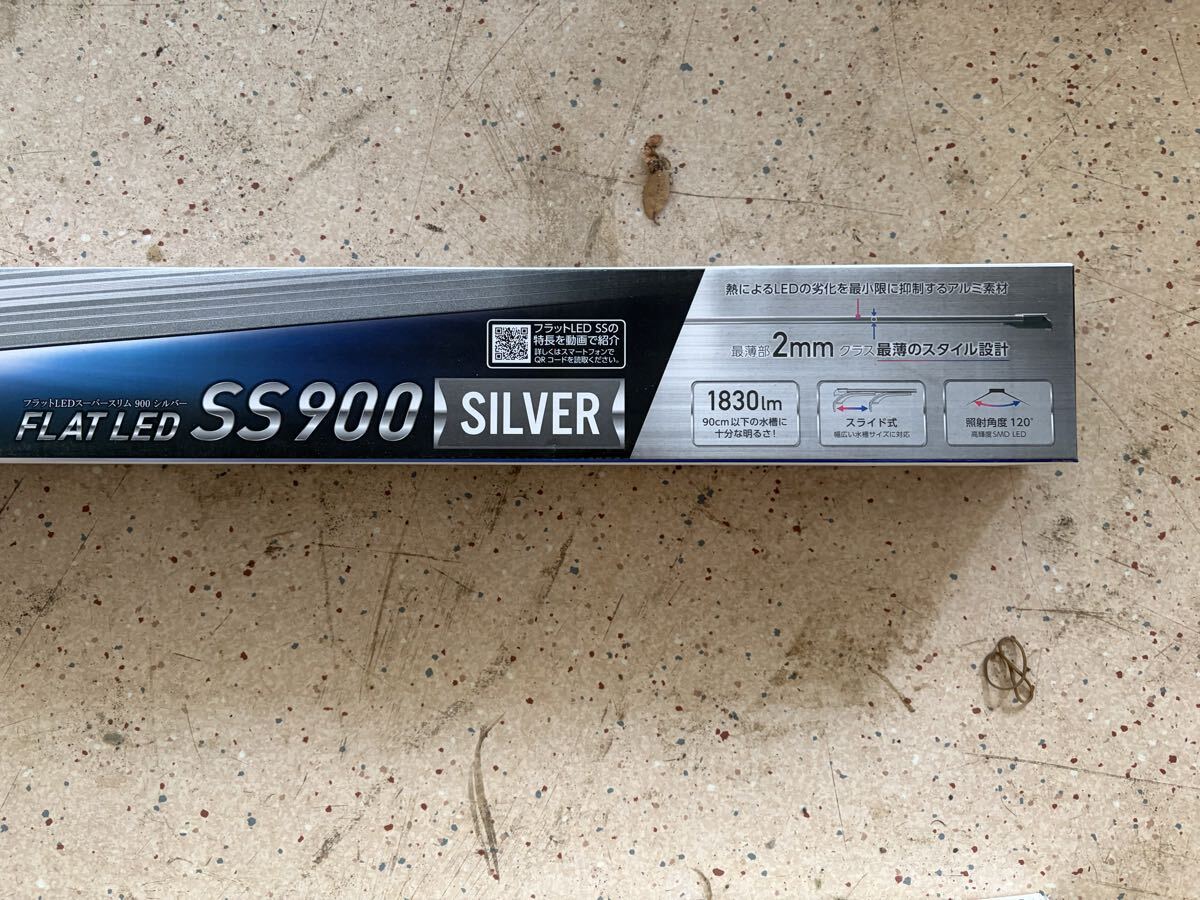 フラットLED SSの
特長を動画で紹介
詳しくはスマートフォンで
QRコードを読取ください。
フラットLEDスーパースリム 900 シルバー
FLAT LED SS900 SILVER
熱によるLEDの劣化を最小限に抑制するアルミ素材
最薄部2mm クラス最薄のスタイル設計
1830lm
90cm以下の水槽に
十分な明るさ!
スライド式
幅広い水槽サイズに対応
照射角度120°
高輝度SMD LED